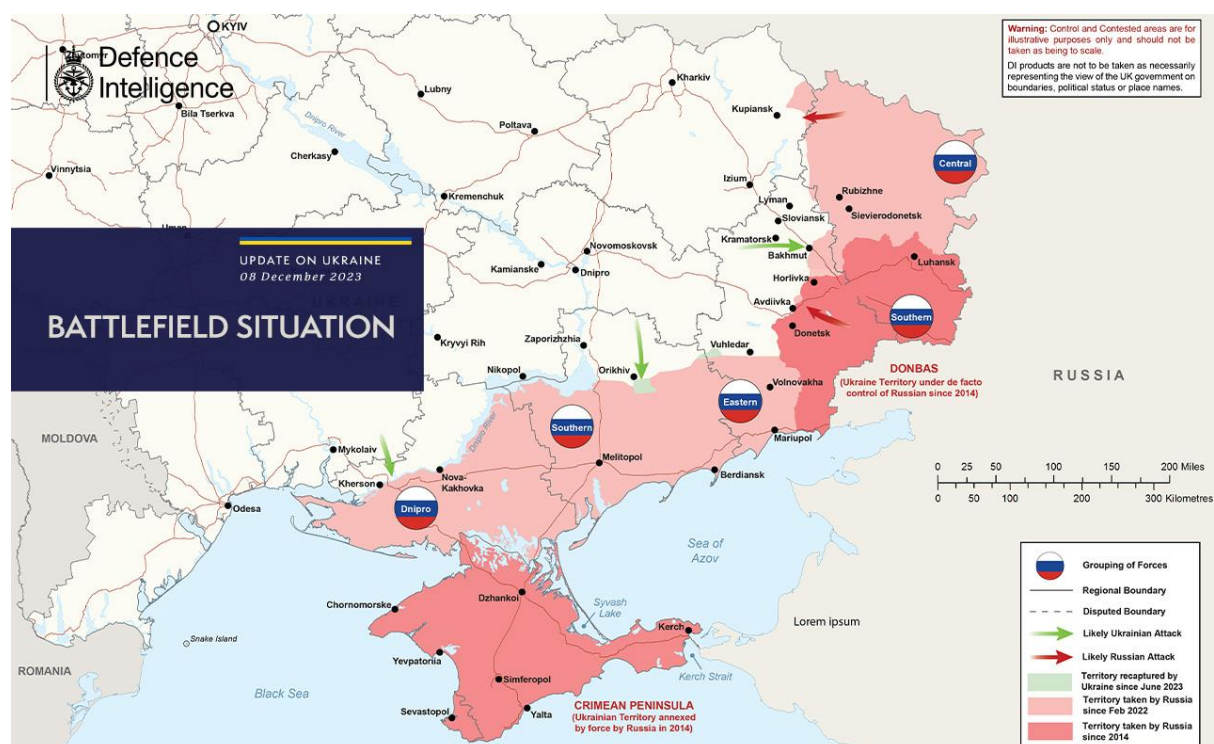 KYIV
Zhytomyr
Defence
Intelligence
Bila Tserkva
Vinnytsia
Lubny
Dnipro River
Cherkasy
Poltava
Kremenchuk
Kharkiv
Kupiansk
Warning: Control and Contested areas are for
illustrative purposes only and should not be
taken as being to scale.
DI products are not to be taken as necessarily
representing the view of the UK government on
boundaries, political status or place names.
Central
Izium
Rubizhne
Lyman
Sievierodonetsk
Sloviansk
Kramatorsk
Bakhmut
Luhansk
Horlivka
Avdiivka
Southern
Donetsk
Uman
UPDATE ON UKRAINE
08 December 2023
UKRAINE
BATTLEFIELD SITUATION
Novomoskovsk
Kamianske
Dnipro
Kryvyi Rih
Zaporizhzhia
Vuhledar
Nikopol
Orikhiv
Volnovakha
DONBAS
(Ukraine Territory under de facto
control of Russian since 2014)
RUSSIA
Eastern
Southern
Dnipro River
MOLDOVA
Mykolaiv
Mariupol
Melitopol
Berdiansk
Kherson
Nova-
Kakhovka
Odesa
Dnipro
0 25 50 100 150 200 Miles
0 50 100 200 300 Kilometres
Sea of
Azov
Chornomorske
Dzhankoi
Syvash
Lake
Lorem ipsum
Snake Island
Kerch
Yevpatoriia
Kerch Strait
ROMANIA
Simferopol
Black Sea
Sevastopol
Yalta
CRIMEAN PENINSULA
(Ukrainian Territory annexed
by force by Russia in 2014)
Grouping of Forces
Regional Boundary
Disputed Boundary
Likely Ukrainian Attack
Likely Russian Attack
Territory recaptured by
Ukraine since June 2023
Territory taken by Russia
since Feb 2022
Territory taken by Russia
since 2014